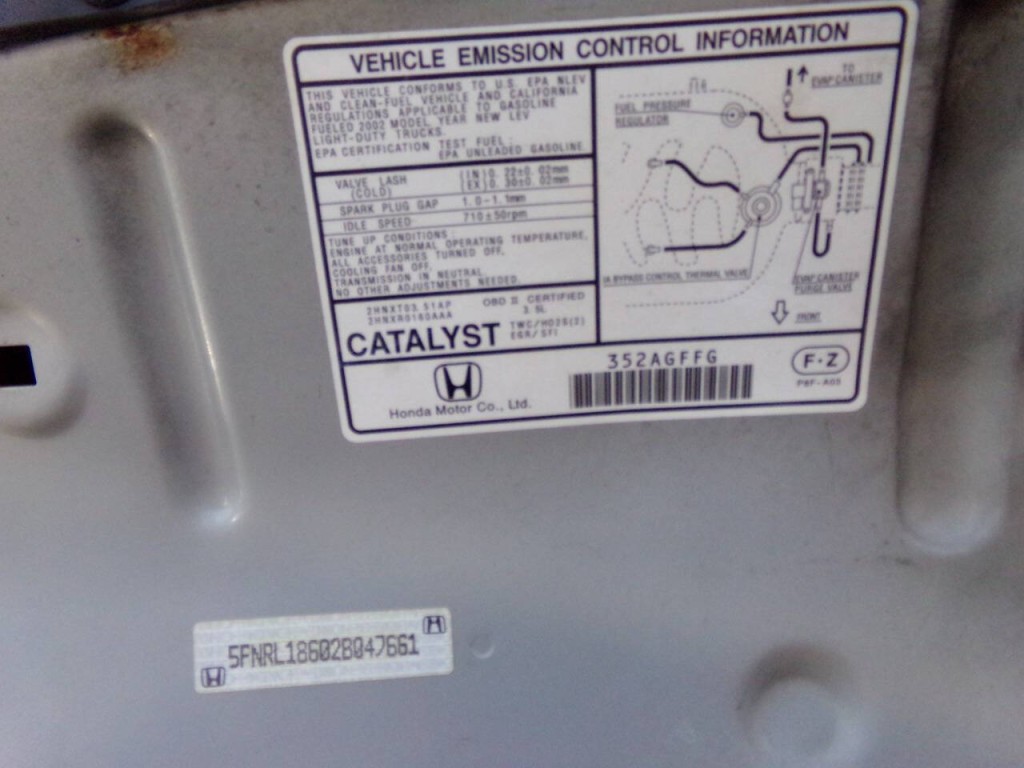 VEHICLE EMISSION CONTROL INFORMATION
THIS VEHICLE CONFORMS TO U.S. EPA NLEV
AND CLEAN-FUEL VEHICLE AND CALIFORNIA
REGULATIONS APPLICABLE TO GASOLINE
FUELED 2002 MODEL YEAR NEW LEV
LIGHT-DUTY TRUCKS.
EPA CERTIFICATION TEST FUEL:
EPA UNLEADED GASOLINE.
VALVE LASH (IN) 0.22±0.02mm
(COLD) (EX) 0.30±0.02mm
SPARK PLUG GAP 1.0-1.1mm
IDLE SPEED 710±50rpm
TUNE UP CONDITIONS:
ENGINE AT NORMAL OPERATING TEMPERATURE,
ALL ACCESSORIES TURNED OFF,
COOLING FAN OFF,
TRANSMISSION IN NEUTRAL.
NO OTHER ADJUSTMENTS NEEDED.
2HNXT03.51AP OBD II CERTIFIED
2HNXR0160AAA 3.5L
CATALYST TWC/HO2S(2)
EGR/SFI
TO
EVAP CANISTER
FUEL PRESSURE
REGULATOR
IA BYPASS CONTROL THERMAL VALVE
EVAP CANISTER
PURGE VALVE
FRONT
Honda Motor Co., Ltd.
352AGFFG
F-Z
P8F-A03
5FNRL18602B047661